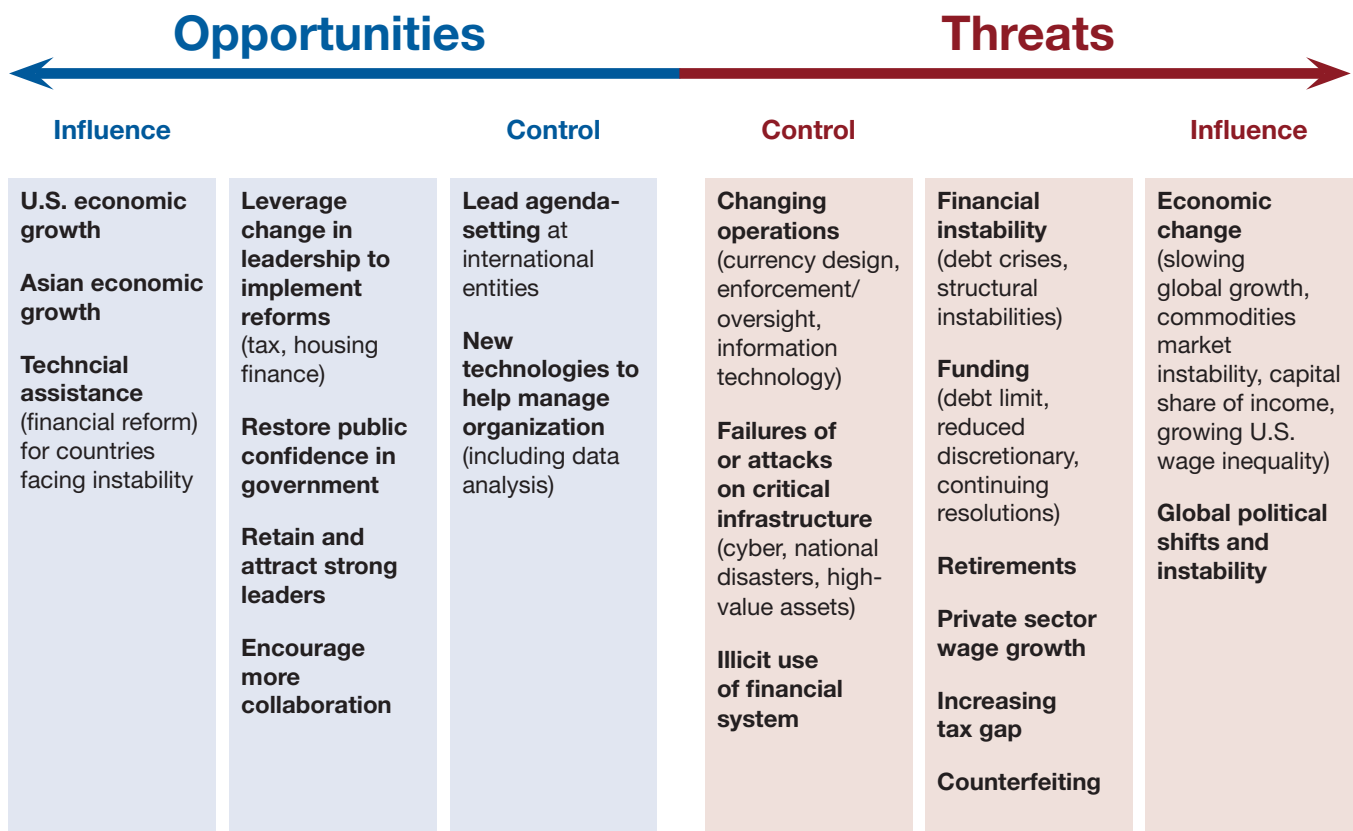 Opportunities
Threats
Influence
Control
Control
Influence
U.S. economic
growth
Asian economic
growth
Techncial
assistance
(financial reform)
for countries
facing instability
Leverage
change in
leadership to
implement
reforms
(tax, housing
finance)
Restore public
confidence in
government
Retain and
attract strong
leaders
Encourage
more
collaboration
Lead agenda-
setting at
international
entities
New
technologies to
help manage
organization
(including data
analysis)
Changing
operations
(currency design,
enforcement/
oversight,
information
technology)
Failures of
or attacks
on critical
infrastructure
(cyber, national
disasters, high-
value assets)
Illicit use
of financial
system
Financial
instability
(debt crises,
structural
instabilities)
Funding
(debt limit,
reduced
discretionary,
continuing
resolutions)
Retirements
Private sector
wage growth
Increasing
tax gap
Counterfeiting
Economic
change
(slowing
global growth,
commodities
market
instability, capital
share of income,
growing U.S.
wage inequality)
Global political
shifts and
instability